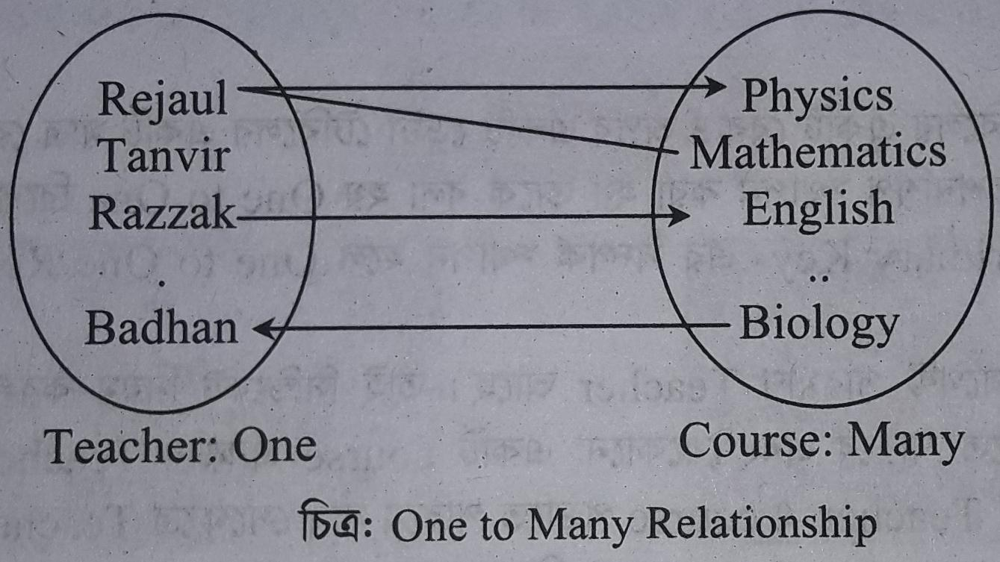 Rejaul
Physics
Tanvir
Mathematics
Razzak
English
.
..
Badhan
Biology
Teacher: One
Course: Many
চিত্র: One to Many Relationship